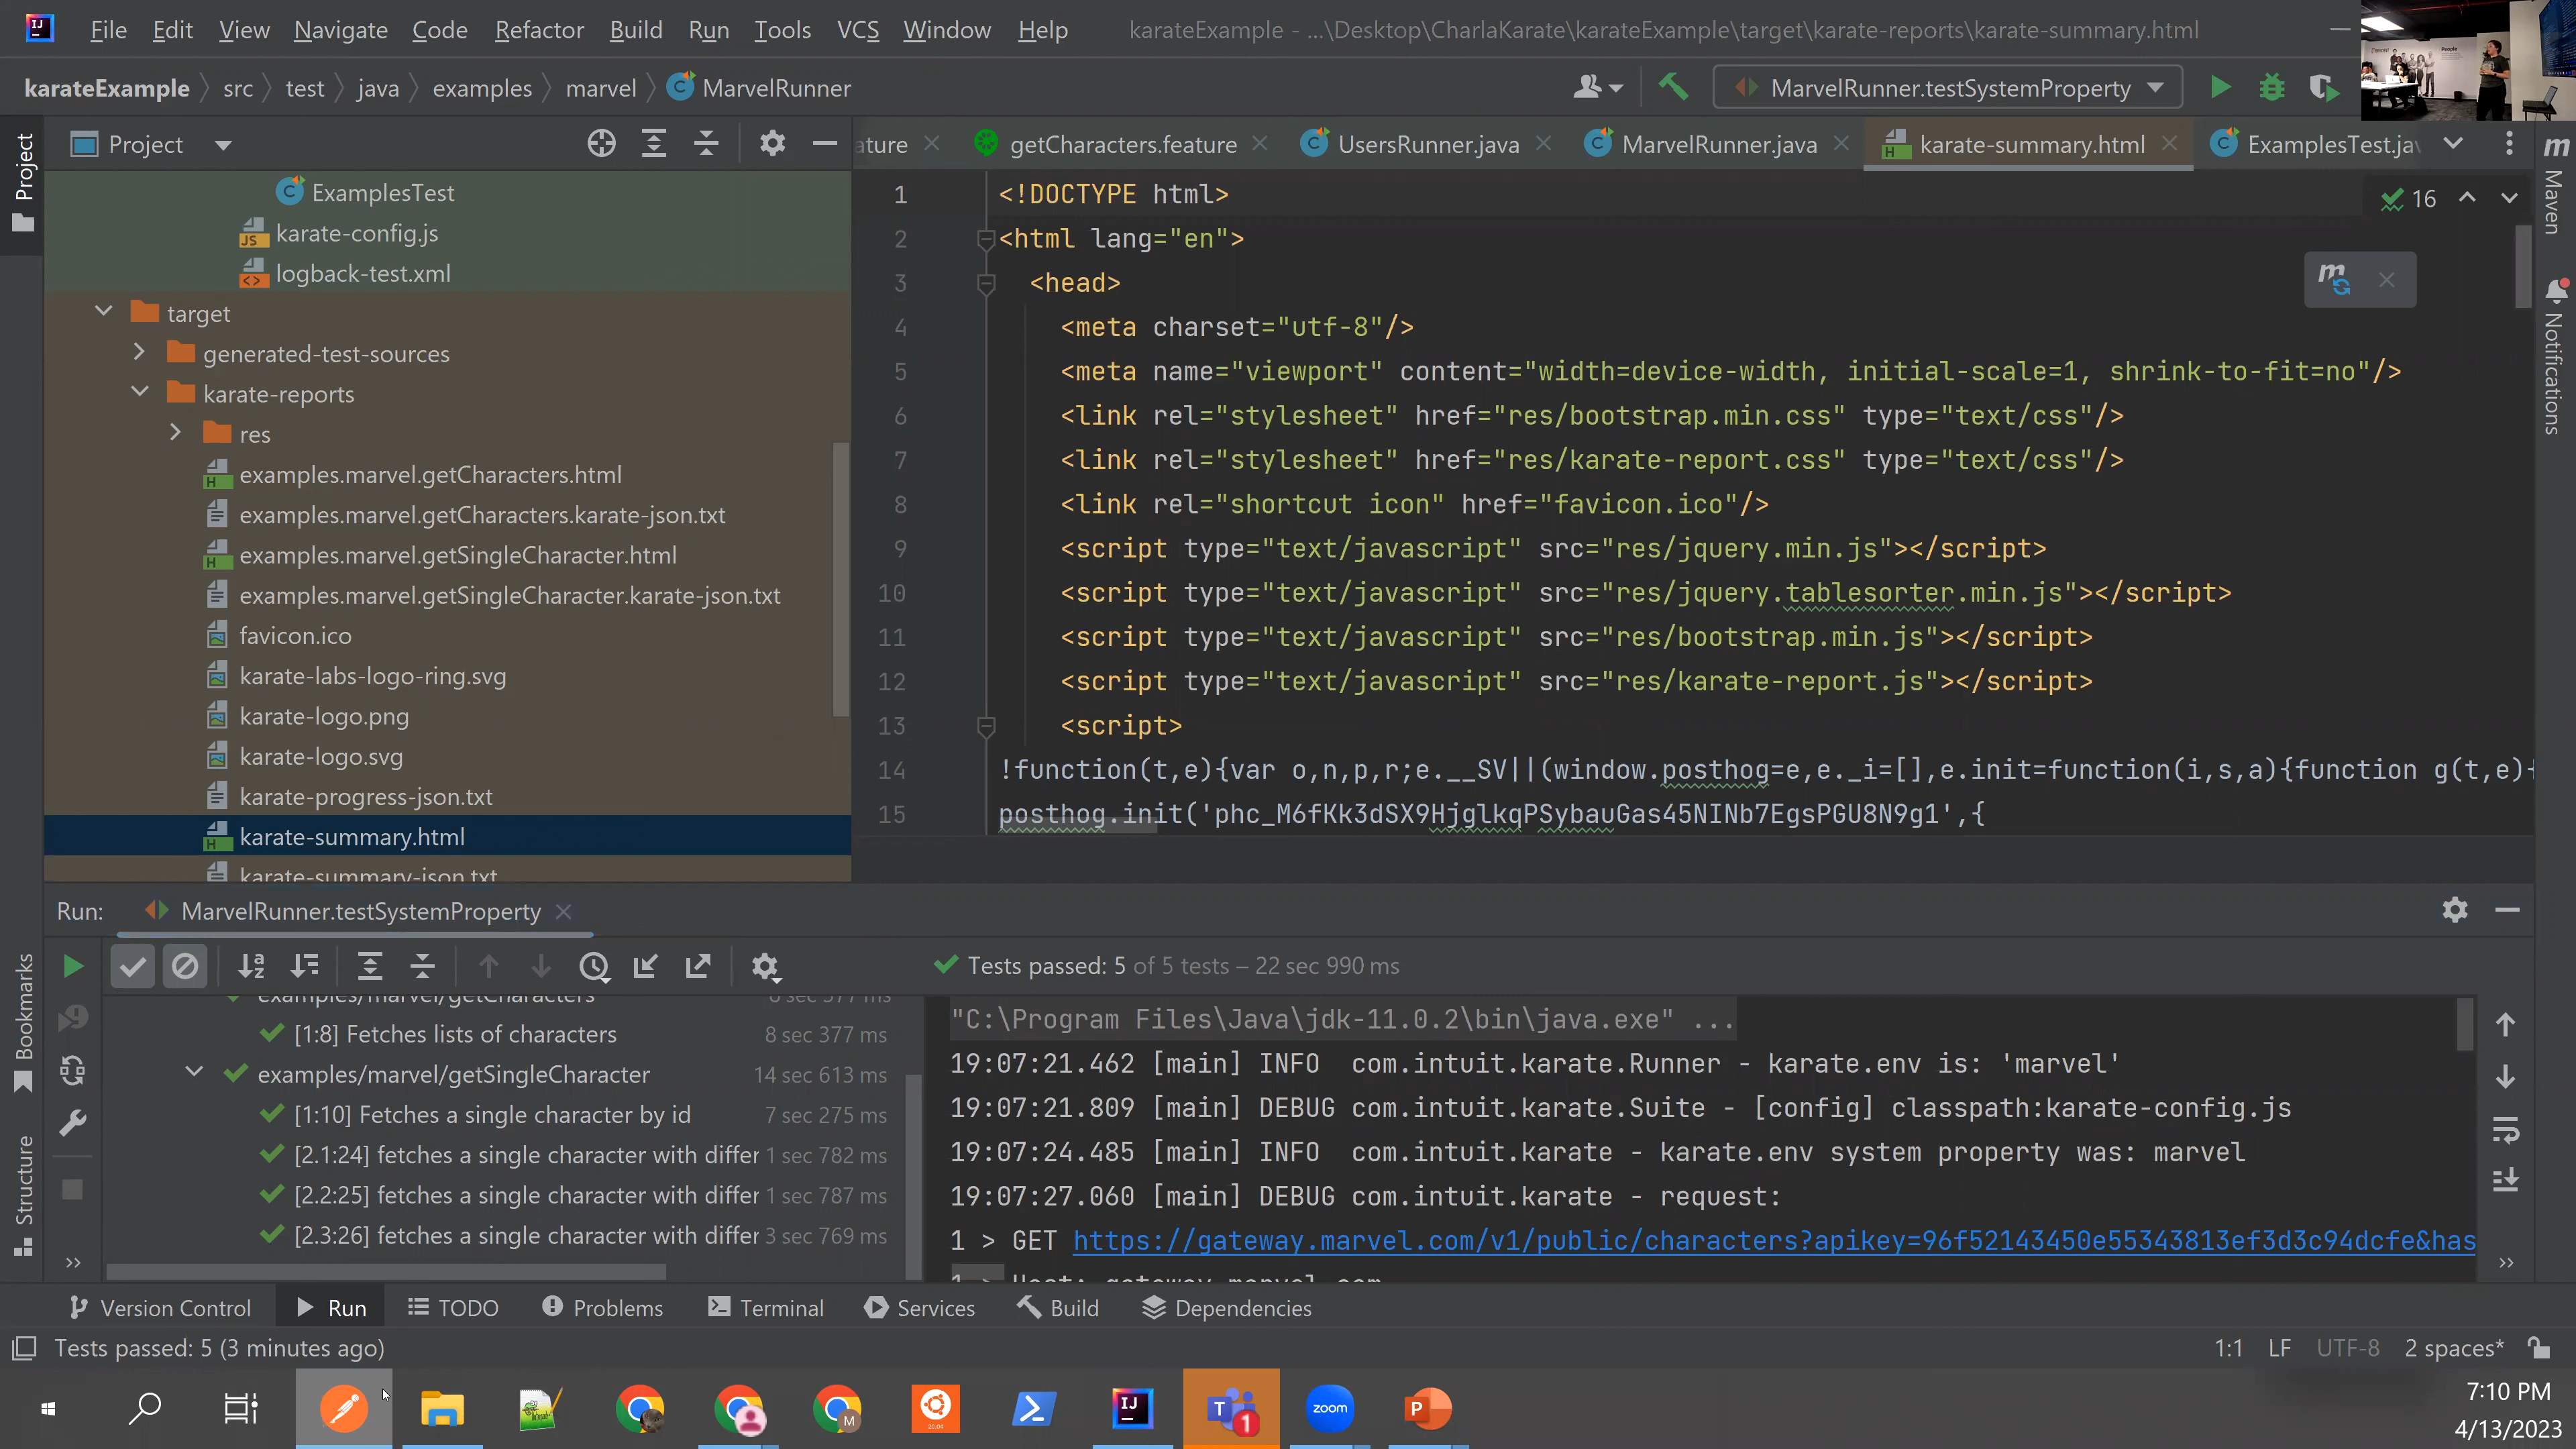 File Edit View Navigate Code Refactor Build Run Tools VCS Window Help karateExample - ...\Desktop\CharlaKarate\karateExample\target\karate-reports\karate-summary.html
karateExample src test java examples marvel MarvelRunner MarvelRunner.testSystemProperty
Project
Project
ature getCharacters.feature UsersRunner.java MarvelRunner.java karate-summary.html ExamplesTest.jav
Maven
Notifications
ExamplesTest
karate-config.js
logback-test.xml
target
generated-test-sources
karate-reports
res
examples.marvel.getCharacters.html
examples.marvel.getCharacters.karate-json.txt
examples.marvel.getSingleCharacter.html
examples.marvel.getSingleCharacter.karate-json.txt
favicon.ico
karate-labs-logo-ring.svg
karate-logo.png
karate-logo.svg
karate-progress-json.txt
karate-summary.html
karate-summary-json.txt
16
1 <!DOCTYPE html>
2 <html lang="en">
3 <head>
4 <meta charset="utf-8"/>
5 <meta name="viewport" content="width=device-width, initial-scale=1, shrink-to-fit=no"/>
6 <link rel="stylesheet" href="res/bootstrap.min.css" type="text/css"/>
7 <link rel="stylesheet" href="res/karate-report.css" type="text/css"/>
8 <link rel="shortcut icon" href="favicon.ico"/>
9 <script type="text/javascript" src="res/jquery.min.js"></script>
10 <script type="text/javascript" src="res/jquery.tablesorter.min.js"></script>
11 <script type="text/javascript" src="res/bootstrap.min.js"></script>
12 <script type="text/javascript" src="res/karate-report.js"></script>
13 <script>
14 !function(t,e){var o,n,p,r;e.__SV||(window.posthog=e,e._i=[],e.init=function(i,s,a){function g(t,e){
15 posthog.init('phc_M6fKk3dSX9HjglkqPSybauGas45NINb7EgsPGU8N9g1',{
Run: MarvelRunner.testSystemProperty
Tests passed: 5 of 5 tests – 22 sec 990 ms
Bookmarks
Structure
examples/marvel/getCharacters 8 sec 377 ms
[1:8] Fetches lists of characters 8 sec 377 ms
examples/marvel/getSingleCharacter 14 sec 613 ms
[1:10] Fetches a single character by id 7 sec 275 ms
[2.1:24] fetches a single character with differ 1 sec 782 ms
[2.2:25] fetches a single character with differ 1 sec 787 ms
[2.3:26] fetches a single character with differ 3 sec 769 ms
"C:\Program Files\Java\jdk-11.0.2\bin\java.exe" ...
19:07:21.462 [main] INFO com.intuit.karate.Runner - karate.env is: 'marvel'
19:07:21.809 [main] DEBUG com.intuit.karate.Suite - [config] classpath:karate-config.js
19:07:24.485 [main] INFO com.intuit.karate - karate.env system property was: marvel
19:07:27.060 [main] DEBUG com.intuit.karate - request:
1 > GET https://gateway.marvel.com/v1/public/characters?apikey=96f52143450e55343813ef3d3c94dcfe&has
1 > Host: gateway.marvel.com
Version Control Run TODO Problems Terminal Services Build Dependencies
Tests passed: 5 (3 minutes ago) 1:1 LF UTF-8 2 spaces*
7:10 PM
4/13/2023